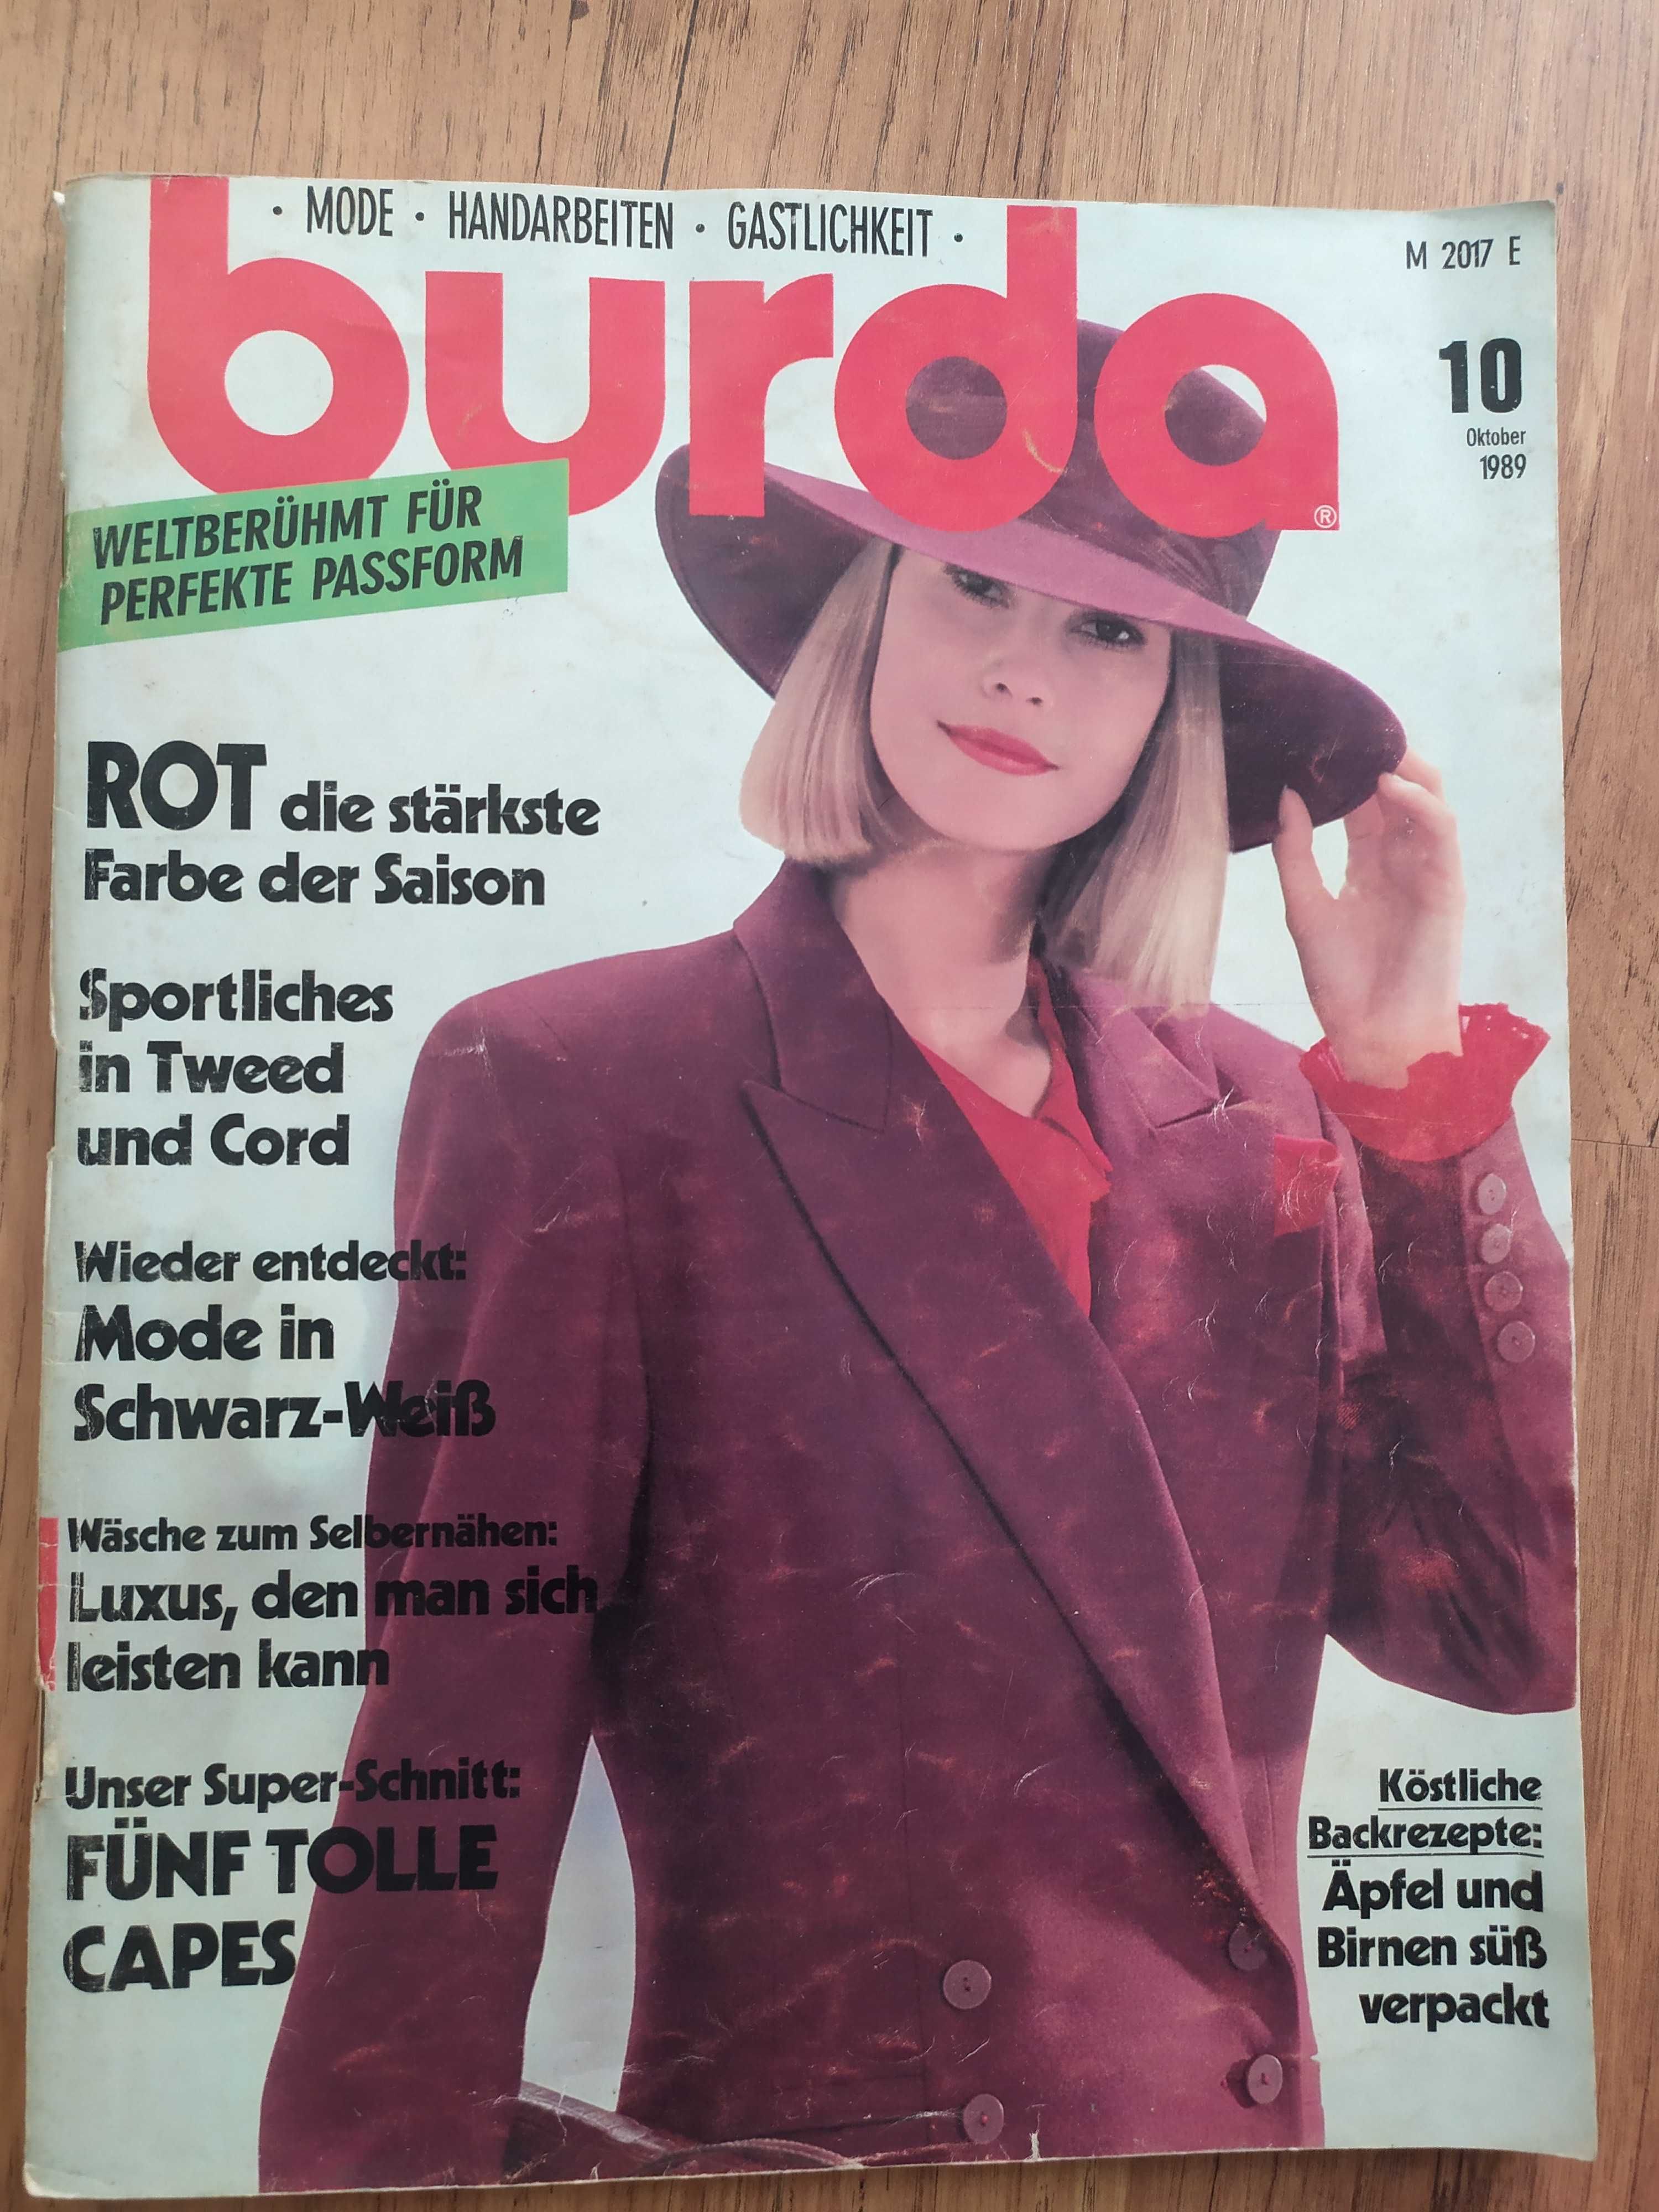 · MODE · HANDARBEITEN · GASTLICHKEIT ·
M 2017 E
burda
®
10
Oktober
1989
WELTBERÜHMT FÜR
PERFEKTE PASSFORM
ROT die stärkste
Farbe der Saison
Sportliches
in Tweed
und Cord
Wieder entdeckt:
Mode in
Schwarz-Weiß
Wäsche zum Selbernähen:
Luxus, den man sich
leisten kann
Unser Super-Schnitt:
FÜNF TOLLE
CAPES
Köstliche
Backrezepte:
Äpfel und
Birnen süß
verpackt